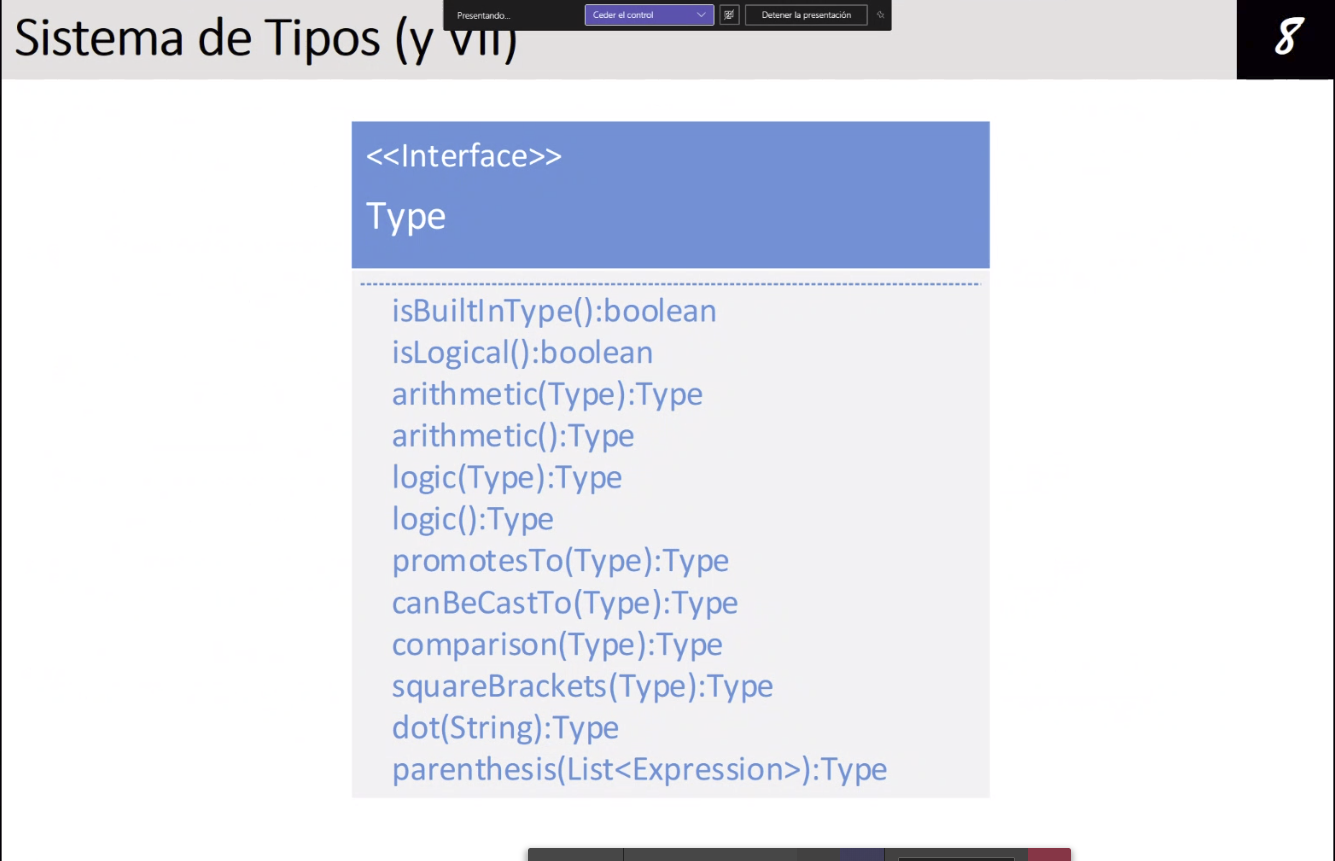 Presentando...
Ceder el control
Detener la presentación
Sistema de Tipos (y VII)
8
<<Interface>>
Type
isBuiltInType():boolean
isLogical():boolean
arithmetic(Type):Type
arithmetic():Type
logic(Type):Type
logic():Type
promotesTo(Type):Type
canBeCastTo(Type):Type
comparison(Type):Type
squareBrackets(Type):Type
dot(String):Type
parenthesis(List<Expression>):Type